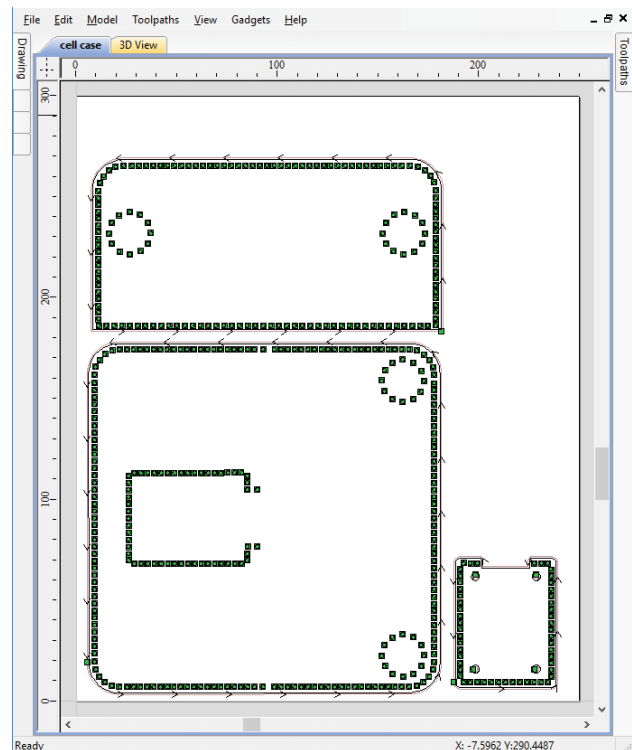 File Edit Model Toolpaths View Gadgets Help
cell case 3D View
Drawing
Toolpaths
0 100 200
300
200
100
0
Ready X: -7.5962 Y:290.4487